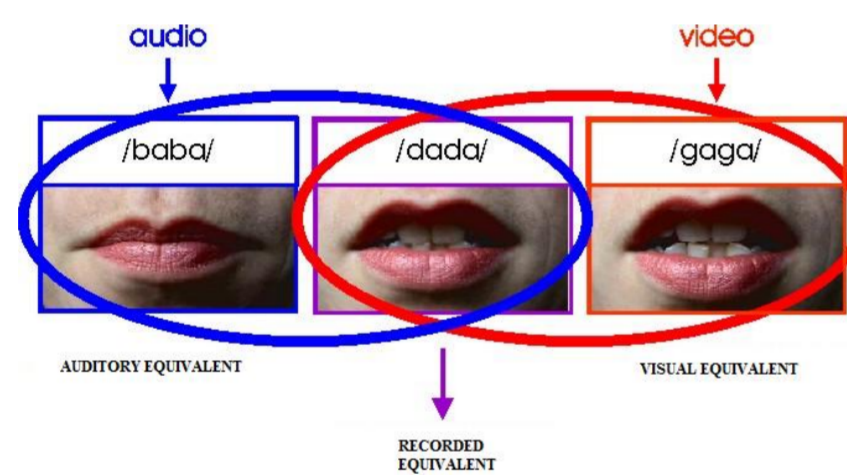 audio
video
/baba/
/dada/
/gaga/
AUDITORY EQUIVALENT
VISUAL EQUIVALENT
RECORDED
EQUIVALENT